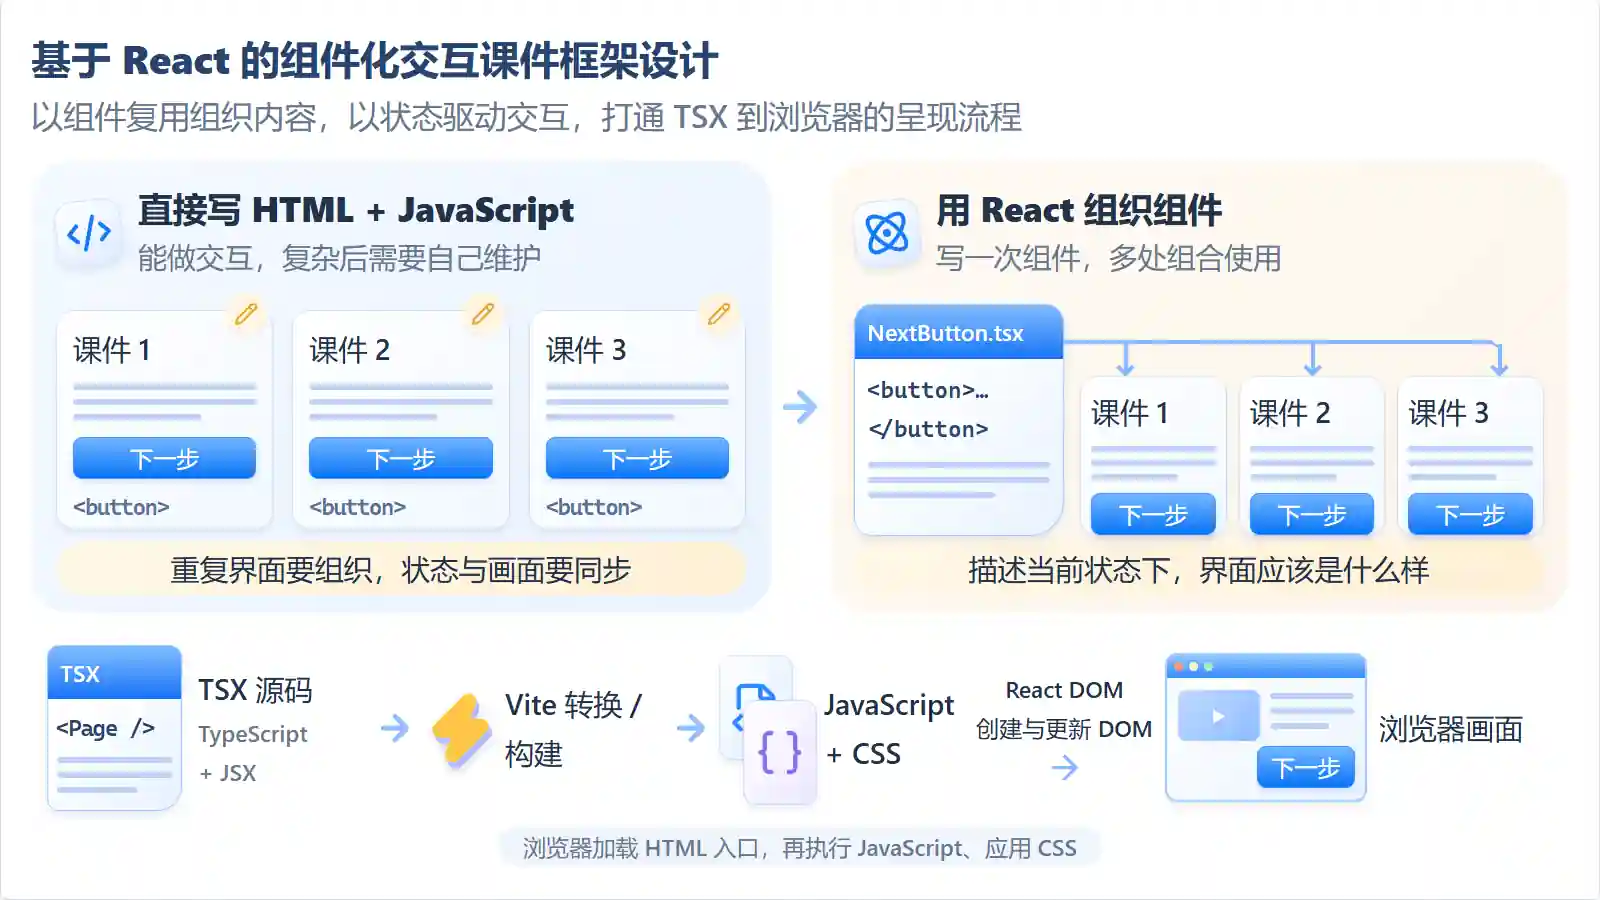 基于 React 的组件化交互课件框架设计
以组件复用组织内容，以状态驱动交互，打通 TSX 到浏览器的呈现流程
直接写 HTML + JavaScript
能做交互，复杂后需要自己维护
课件 1
下一步
<button>
课件 2
下一步
<button>
课件 3
下一步
<button>
重复界面要组织，状态与画面要同步
用 React 组织组件
写一次组件，多处组合使用
NextButton.tsx
<button>…
</button>
课件 1
下一步
课件 2
下一步
课件 3
下一步
描述当前状态下，界面应该是什么样
TSX
<Page />
TSX 源码
TypeScript
+ JSX
Vite 转换 /
构建
JavaScript
+ CSS
React DOM
创建与更新 DOM
下一步
浏览器画面
浏览器加载 HTML 入口，再执行 JavaScript、应用 CSS